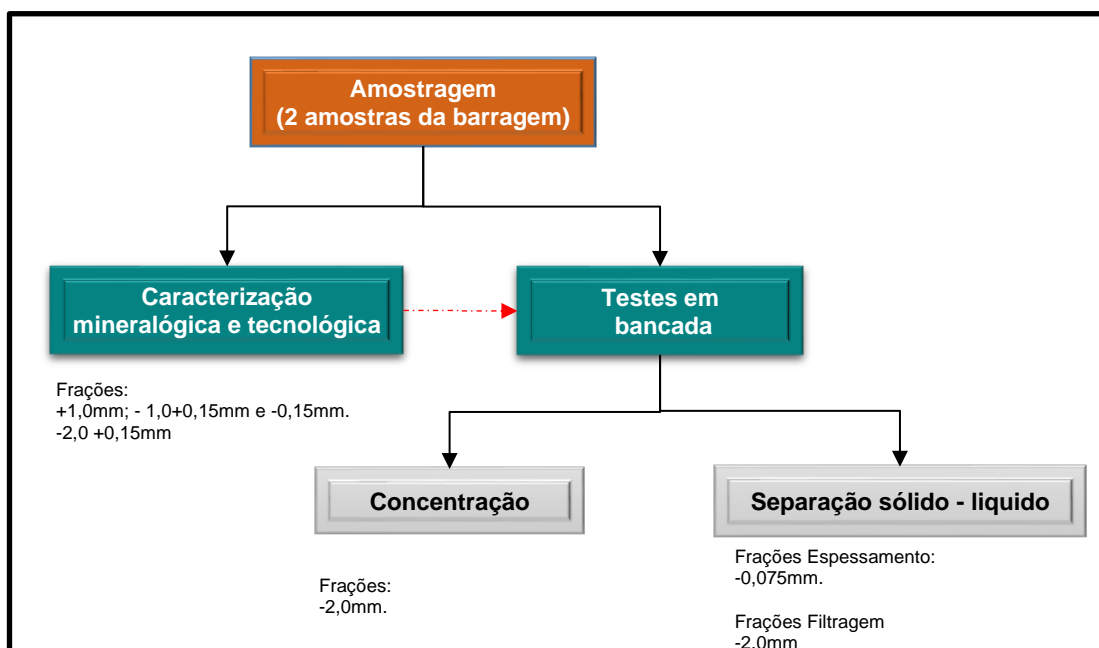 Amostragem
(2 amostras da barragem)
Caracterização
mineralógica e tecnológica
Testes em
bancada
Frações:
+1,0mm; - 1,0+0,15mm e -0,15mm.
-2,0 +0,15mm
Concentração
Separação sólido - liquido
Frações:
-2,0mm.
Frações Espessamento:
-0,075mm.
Frações Filtragem
-2,0mm